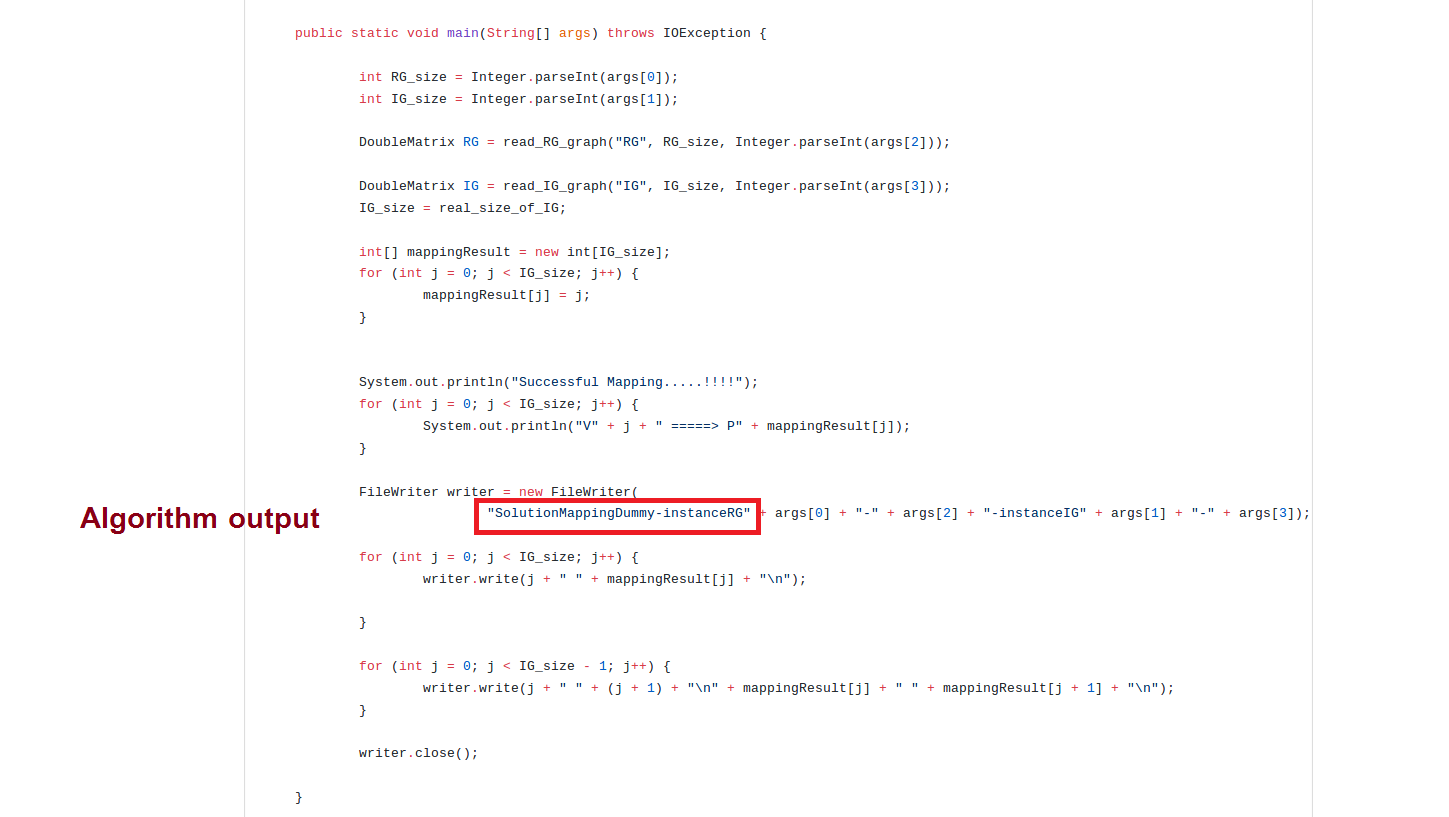 public static void main(String[] args) throws IOException {
int RG_size = Integer.parseInt(args[0]);
int IG_size = Integer.parseInt(args[1]);
DoubleMatrix RG = read_RG_graph("RG", RG_size, Integer.parseInt(args[2]));
DoubleMatrix IG = read_IG_graph("IG", IG_size, Integer.parseInt(args[3]));
IG_size = real_size_of_IG;
int[] mappingResult = new int[IG_size];
for (int j = 0; j < IG_size; j++) {
mappingResult[j] = j;
}
System.out.println("Successful Mapping.....!!!!");
for (int j = 0; j < IG_size; j++) {
System.out.println("V" + j + " =====> P" + mappingResult[j]);
}
FileWriter writer = new FileWriter(
Algorithm output
"SolutionMappingDummy-instanceRG" + args[0] + "-" + args[2] + "-instanceIG" + args[1] + "-" + args[3]);
for (int j = 0; j < IG_size; j++) {
writer.write(j + " " + mappingResult[j] + "\n");
}
for (int j = 0; j < IG_size - 1; j++) {
writer.write(j + " " + (j + 1) + "\n" + mappingResult[j] + " " + mappingResult[j + 1] + "\n");
}
writer.close();
}